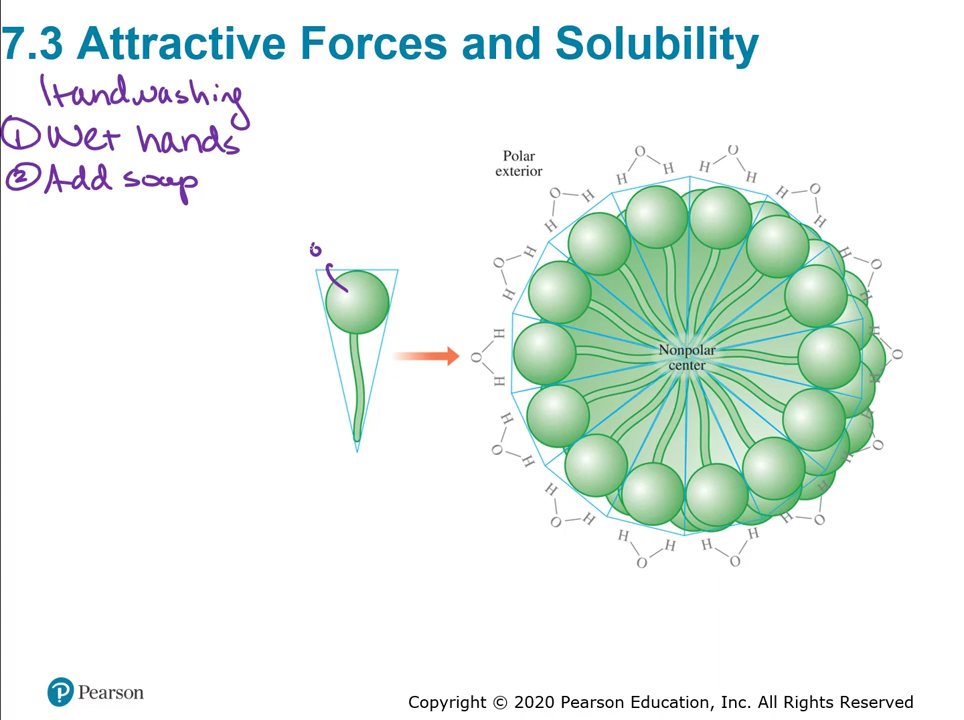 7.3 Attractive Forces and Solubility
Handwashing
① Wet hands
② Add soap
Polar
exterior
Nonpolar
center
Pearson
Copyright © 2020 Pearson Education, Inc. All Rights Reserved